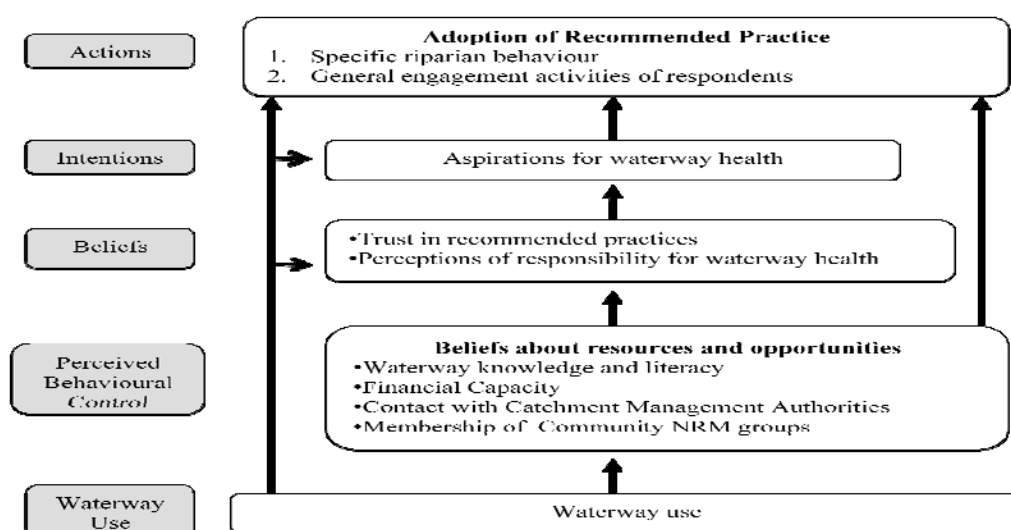 Actions
Adoption of Recommended Practice
1. Specific riparian behaviour
2. General engagement activities of respondents
Intentions
Aspirations for waterway health
Beliefs
•Trust in recommended practices
•Perceptions of responsibility for waterway health
Perceived
Behavioural
Control
Beliefs about resources and opportunities
•Waterway knowledge and literacy
•Financial Capacity
•Contact with Catchment Management Authorities
•Membership of Community NRM groups
Waterway
Use
Waterway use